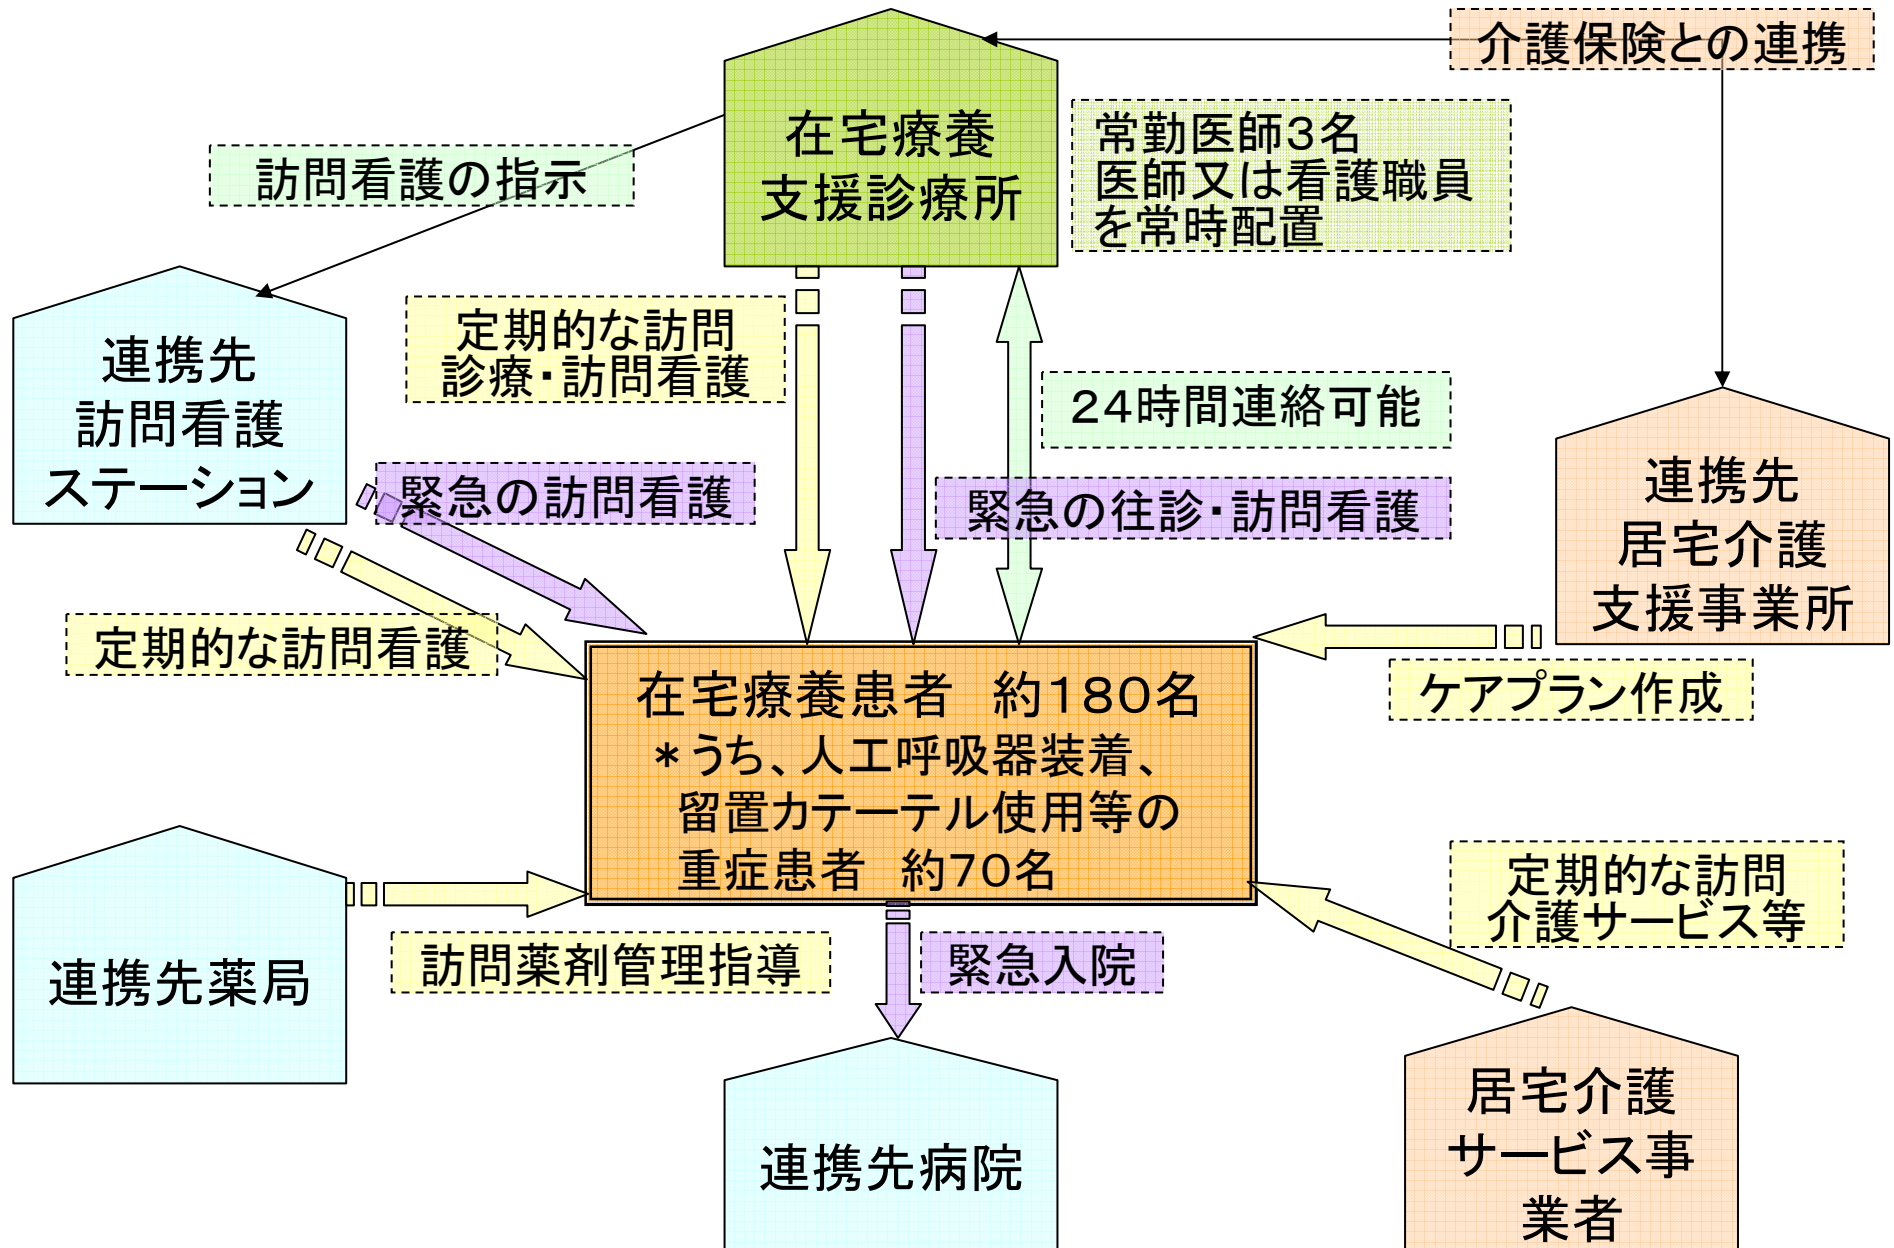 介護保険との連携
在宅療養
支援診療所
常勤医師3名
医師又は看護職員
を常時配置
訪問看護の指示
定期的な訪問
診療・訪問看護
連携先
訪問看護
ステーション
24時間連絡可能
緊急の訪問看護
緊急の往診・訪問看護
連携先
居宅介護
支援事業所
定期的な訪問看護
ケアプラン作成
在宅療養患者　約180名
*うち、人工呼吸器装着、
留置カテーテル使用等の
重症患者　約70名
定期的な訪問
介護サービス等
訪問薬剤管理指導
緊急入院
連携先薬局
連携先病院
居宅介護
サービス事
業者